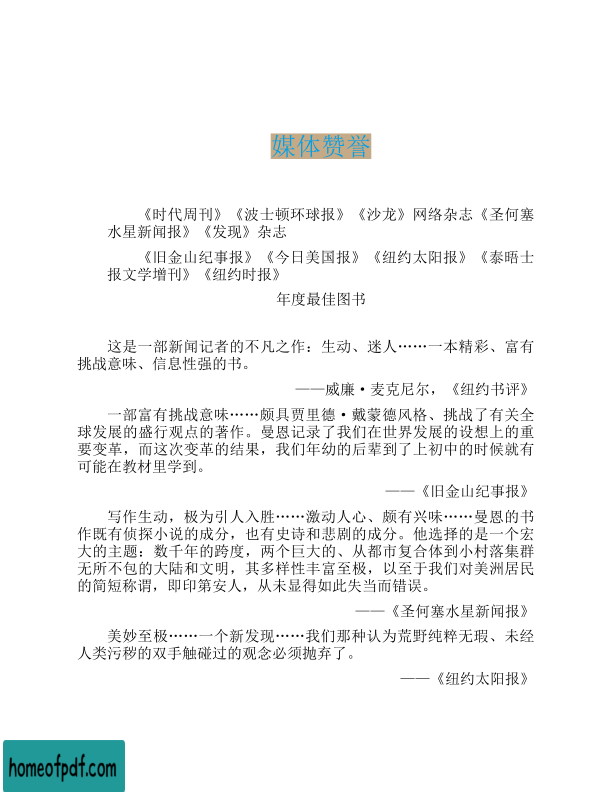 媒体赞誉
《时代周刊》《波士顿环球报》《沙龙》网络杂志《圣何塞
水星新闻报》《发现》杂志
《旧金山纪事报》《今日美国报》《纽约太阳报》《泰晤士
报文学增刊》《纽约时报》
年度最佳图书
这是一部新闻记者的不凡之作：生动、迷人……一本精彩、富有
挑战意味、信息性强的书。
——威廉·麦克尼尔，《纽约书评》
一部富有挑战意味……颇具贾里德·戴蒙德风格、挑战了有关全
球发展的盛行观点的著作。曼恩记录了我们在世界发展的设想上的重
要变革，而这次变革的结果，我们年幼的后辈到了上初中的时候就有
可能在教材里学到。
——《旧金山纪事报》
写作生动，极为引人入胜……激动人心、颇有兴味……曼恩的书
作既有侦探小说的成分，也有史诗和悲剧的成分。他选择的是一个宏
大的主题：数千年的跨度，两个巨大的、从都市复合体到小村落集群
无所不包的大陆和文明，其多样性丰富至极，以至于我们对美洲居民
的简短称谓，即印第安人，从未显得如此失当而错误。
——《圣何塞水星新闻报》
美妙至极……一个新发现……我们那种认为荒野纯粹无瑕、未经
人类污秽的双手触碰过的观念必须抛弃了。
——《纽约太阳报》
homeofpdf.com